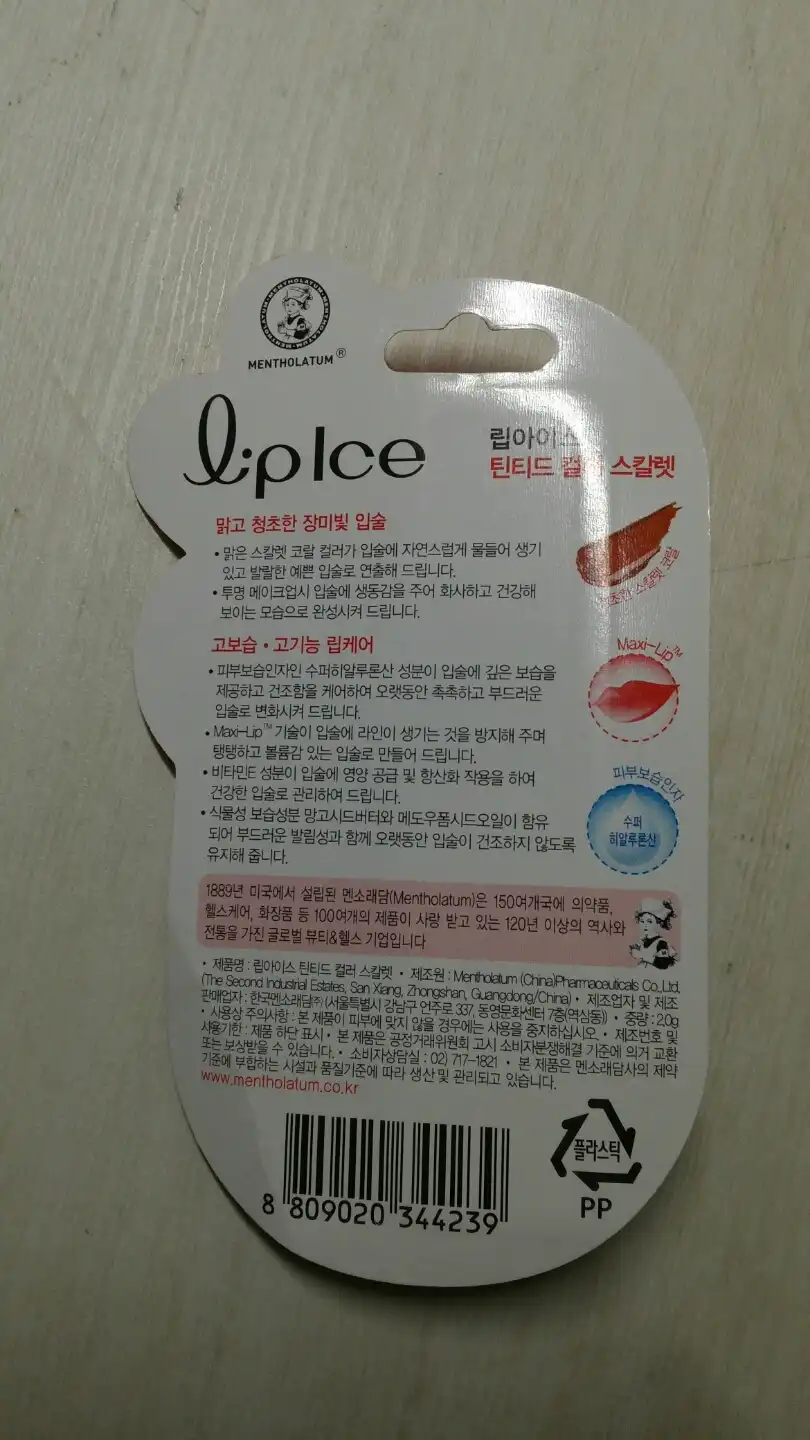 MENTHOLATUM
MENTHOLATUM®
LipIce
립아이스
틴티드 컬러 스칼렛
맑고 청초한 장미빛 입술
• 맑은 스칼렛 코랄 컬러가 입술에 자연스럽게 물들어 생기
있고 발랄한 예쁜 입술로 연출해 드립니다.
• 투명 메이크업시 입술에 생동감을 주어 화사하고 건강해
보이는 모습으로 완성시켜 드립니다.
스칼렛 코랄
고보습 • 고기능 립케어
• 피부보습인자인 수퍼히알루론산 성분이 입술에 깊은 보습을
제공하고 건조함을 케어하여 오랫동안 촉촉하고 부드러운
입술로 변화시켜 드립니다.
• Maxi-Lip™ 기술이 입술에 라인이 생기는 것을 방지해 주며
탱탱하고 볼륨감 있는 입술로 만들어 드립니다.
• 비타민E 성분이 입술에 영양 공급 및 항산화 작용을 하여
건강한 입술로 관리하여 드립니다.
• 식물성 보습성분 망고시드버터와 메도우폼시드오일이 함유
되어 부드러운 발림성과 함께 오랫동안 입술이 건조하지 않도록
유지해 줍니다.
Maxi-Lip™
피부보습인자
수퍼
히알루론산
1889년 미국에서 설립된 멘소래담(Mentholatum)은 150여개국에 의약품,
헬스케어, 화장품 등 100여개의 제품이 사랑 받고 있는 120년 이상의 역사와
전통을 가진 글로벌 뷰티&헬스 기업입니다
• 제품명 : 립아이스 틴티드 컬러 스칼렛 • 제조원 : Mentholatum (China)Pharmaceuticals Co.,Ltd.
(The Second Industrial Estates, San Xiang, Zhongshan, Guangdong/China) • 제조업자 및 제조
판매업자 : 한국멘소래담㈜ (서울특별시 강남구 언주로 337, 동영문화센터 7층(역삼동)) • 중량 : 2.0g
• 사용상 주의사항 : 본 제품이 피부에 맞지 않을 경우에는 사용을 중지하십시오. • 제조번호 및
사용기한 : 제품 하단 표시 • 본 제품은 공정거래위원회 고시 소비자분쟁해결 기준에 의거 교환
또는 보상받을 수 있습니다. • 소비자상담실 : 02) 717-1821 • 본 제품은 멘소래담사의 제약
기준에 부합하는 시설과 품질기준에 따라 생산 및 관리되고 있습니다.
www.mentholatum.co.kr
8 809020 344239
플라스틱
PP